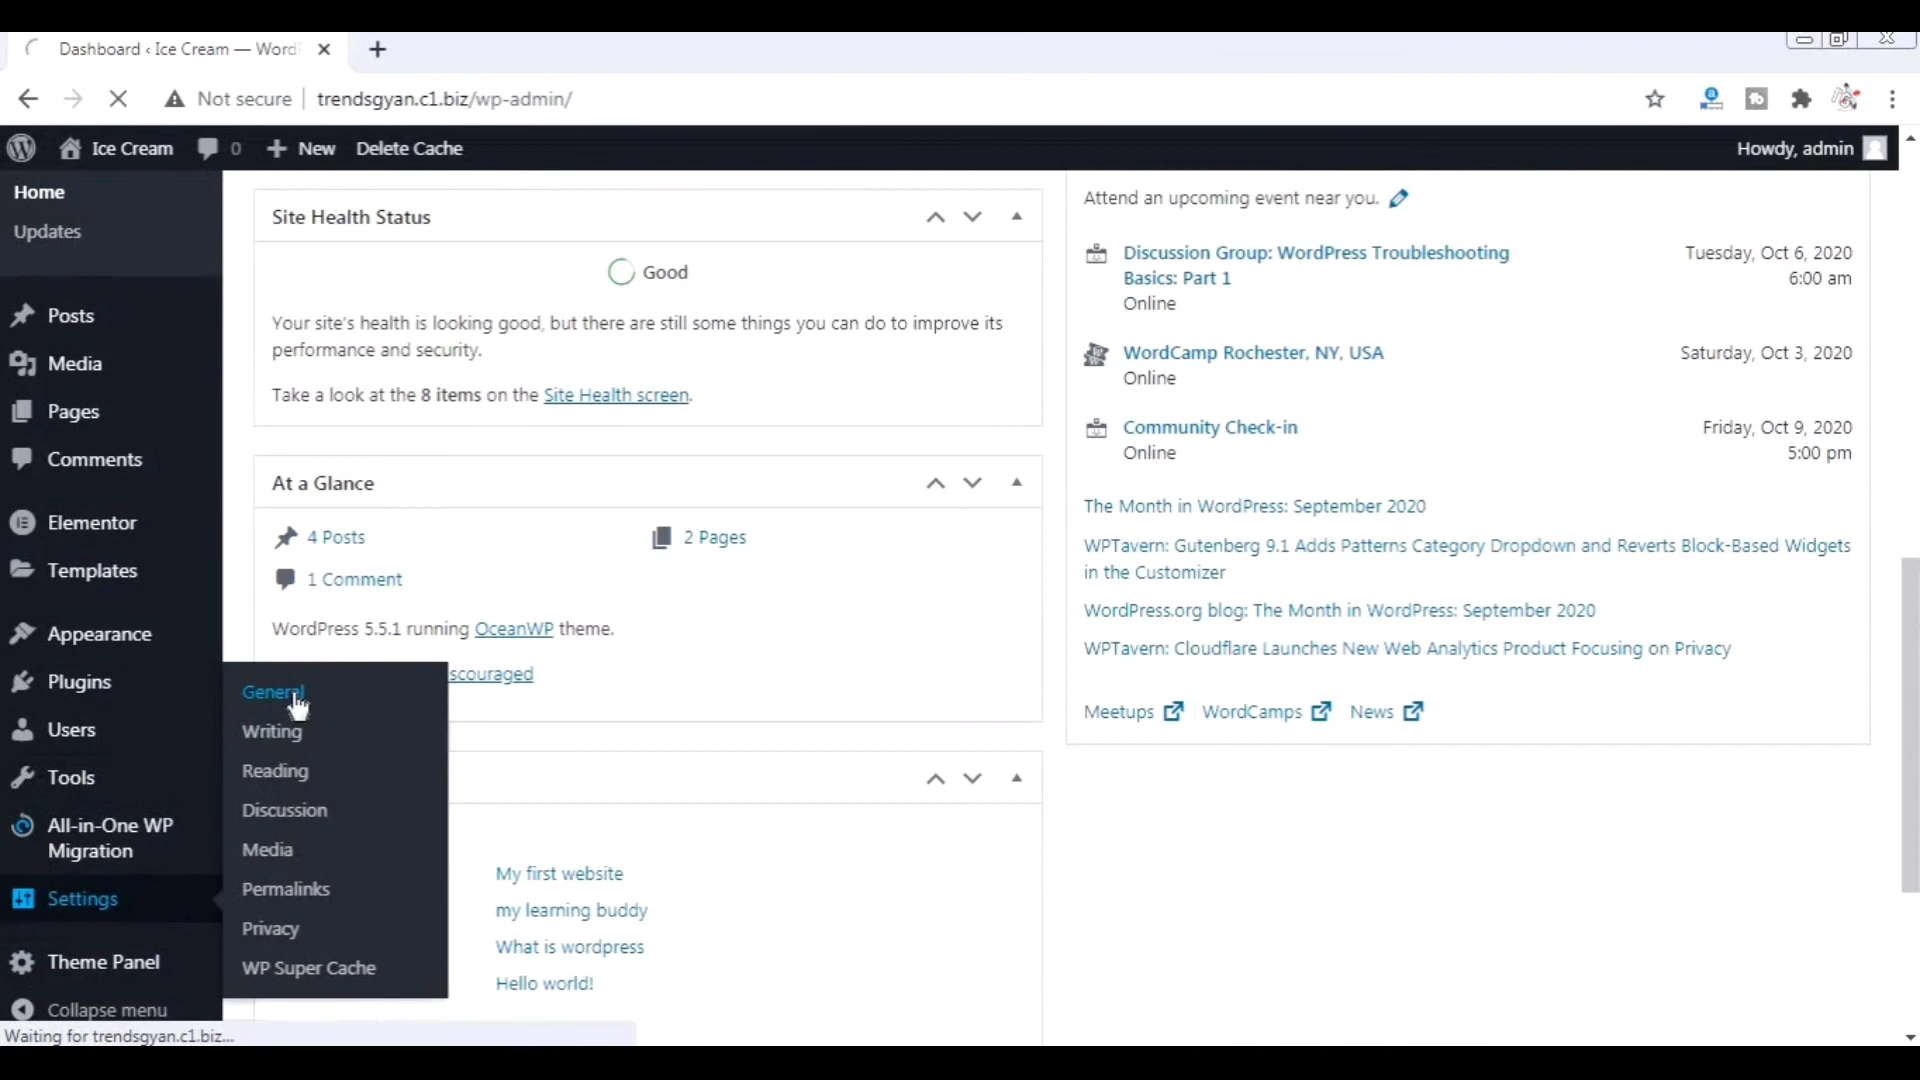 Dashboard ‹ Ice Cream — Word
Not secure
trendsgyan.c1.biz/wp-admin/
Ice Cream
0
New
Delete Cache
Howdy, admin
Home
Updates
Posts
Media
Pages
Comments
Elementor
Templates
Appearance
Plugins
Users
Tools
All-in-One WP
Migration
Settings
Theme Panel
Collapse menu
General
Writing
Reading
Discussion
Media
Permalinks
Privacy
WP Super Cache
Site Health Status
Good
Your site's health is looking good, but there are still some things you can do to improve its
performance and security.
Take a look at the 8 items on the Site Health screen.
At a Glance
4 Posts
2 Pages
1 Comment
WordPress 5.5.1 running OceanWP theme.
scouraged
My first website
my learning buddy
What is wordpress
Hello world!
Attend an upcoming event near you.
Discussion Group: WordPress Troubleshooting
Basics: Part 1
Online
Tuesday, Oct 6, 2020
6:00 am
WordCamp Rochester, NY, USA
Online
Saturday, Oct 3, 2020
Community Check-in
Online
Friday, Oct 9, 2020
5:00 pm
The Month in WordPress: September 2020
WPTavern: Gutenberg 9.1 Adds Patterns Category Dropdown and Reverts Block-Based Widgets
in the Customizer
WordPress.org blog: The Month in WordPress: September 2020
WPTavern: Cloudflare Launches New Web Analytics Product Focusing on Privacy
Meetups
WordCamps
News
Waiting for trendsgyan.c1.biz...